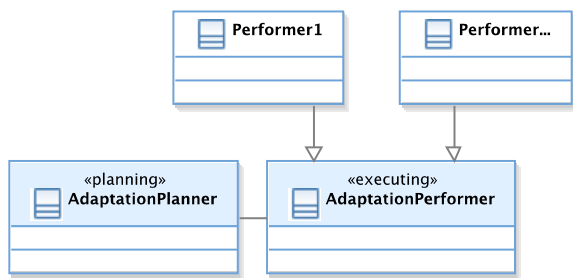 Performer1
Performer...
«planning»
AdaptationPlanner
«executing»
AdaptationPerformer